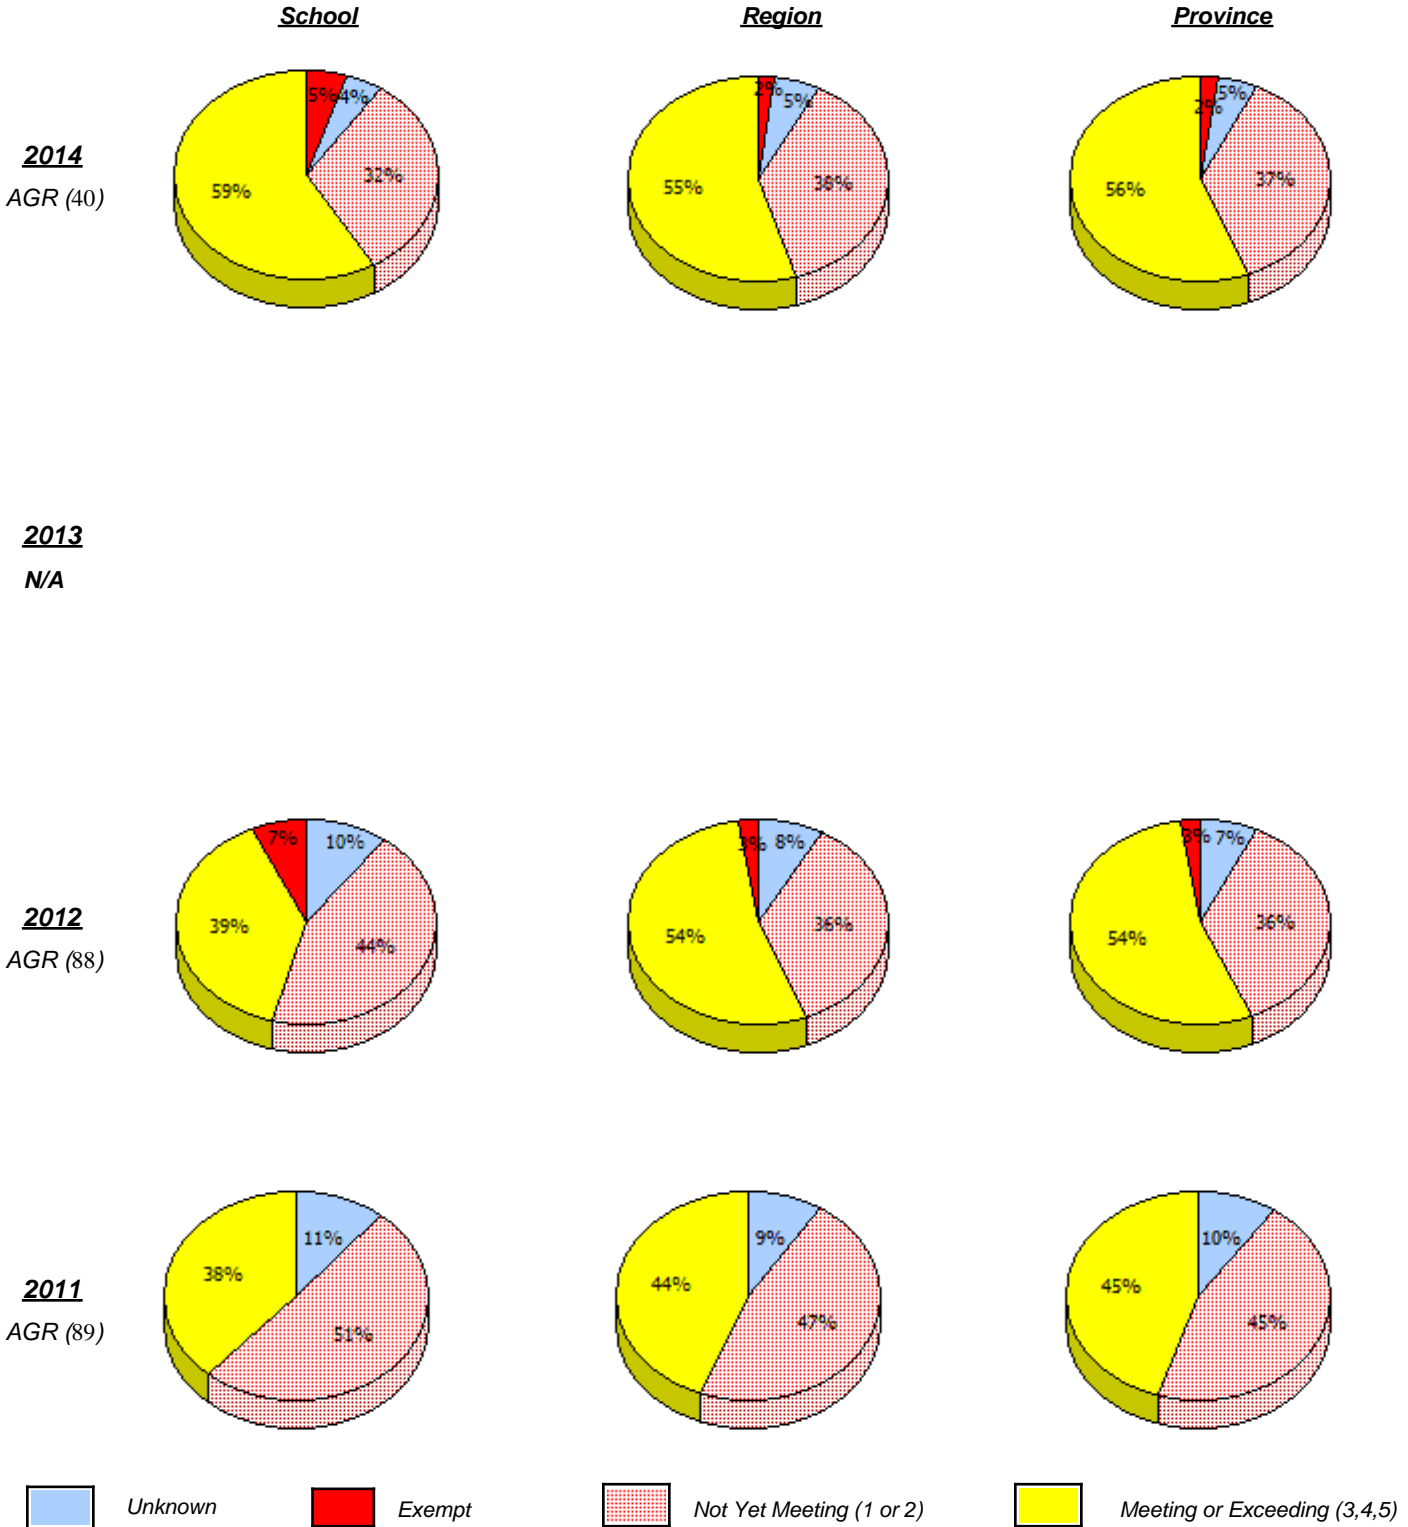 School Region Province
5% 4% 2% 5% 2% 5%
2014
59% 32% 55% 38% 56% 37%
AGR (40)
2013
N/A
7% 10% 3% 8% 3% 7%
2012
39% 44% 54% 36% 54% 36%
AGR (88)
11% 9% 10%
2011
38% 51% 44% 47% 45% 45%
AGR (89)
Unknown Exempt Not Yet Meeting (1 or 2) Meeting or Exceeding (3,4,5)